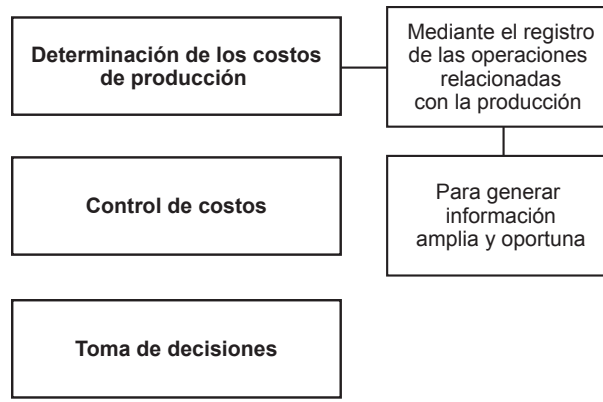 Determinación de los costos
de producción
Mediante el registro
de las operaciones
relacionadas
con la producción
Control de costos
Para generar
información
amplia y oportuna
Toma de decisiones